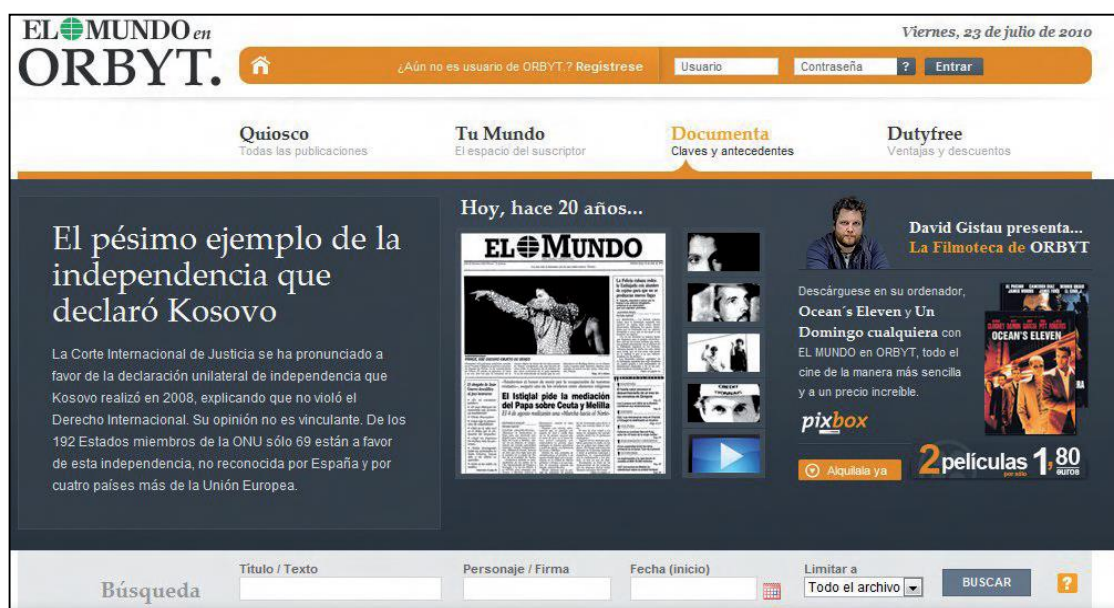 EL MUNDO en
ORBYT.
Viernes, 23 de julio de 2010
¿Aún no es usuario de ORBYT.? Regístrese
Usuario
Contraseña
?
Entrar
Quiosco
Todas las publicaciones
Tu Mundo
El espacio del suscriptor
Documenta
Claves y antecedentes
Dutyfree
Ventajas y descuentos
El pésimo ejemplo de la
independencia que
declaró Kosovo
La Corte Internacional de Justicia se ha pronunciado a
favor de la declaración unilateral de independencia que
Kosovo realizó en 2008, explicando que no violó el
Derecho Internacional. Su opinión no es vinculante. De los
192 Estados miembros de la ONU sólo 69 están a favor
de esta independencia, no reconocida por España y por
cuatro países más de la Unión Europea.
Hoy, hace 20 años...
EL MUNDO
El Istiqlal pide la mediación
del Papa sobre Ceuta y Melilla
David Gistau presenta...
La Filmoteca de ORBYT
Descárguese en su ordenador,
Ocean´s Eleven y Un
Domingo cualquiera con
EL MUNDO en ORBYT, todo el
cine de la manera más sencilla
y a un precio increíble.
pixbox
OCEAN'S ELEVEN
Alquilala ya
2 películas por sólo 1,80 euros
Búsqueda
Título / Texto
Personaje / Firma
Fecha (inicio)
Limitar a
Todo el archivo
BUSCAR
?